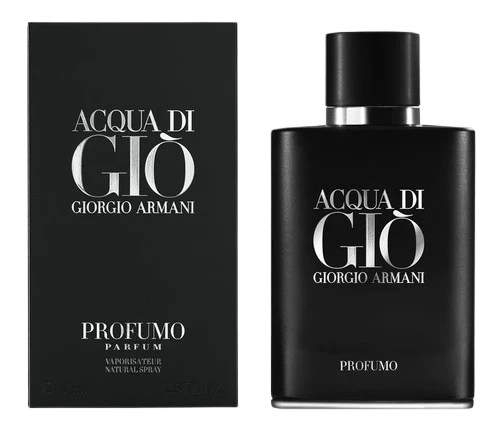 ACQUA DI
GIÒ
GIORGIO ARMANI
PROFUMO
PARFUM
VAPORISATEUR
NATURAL SPRAY
ACQUA DI
GIÒ
GIORGIO ARMANI
PROFUMO